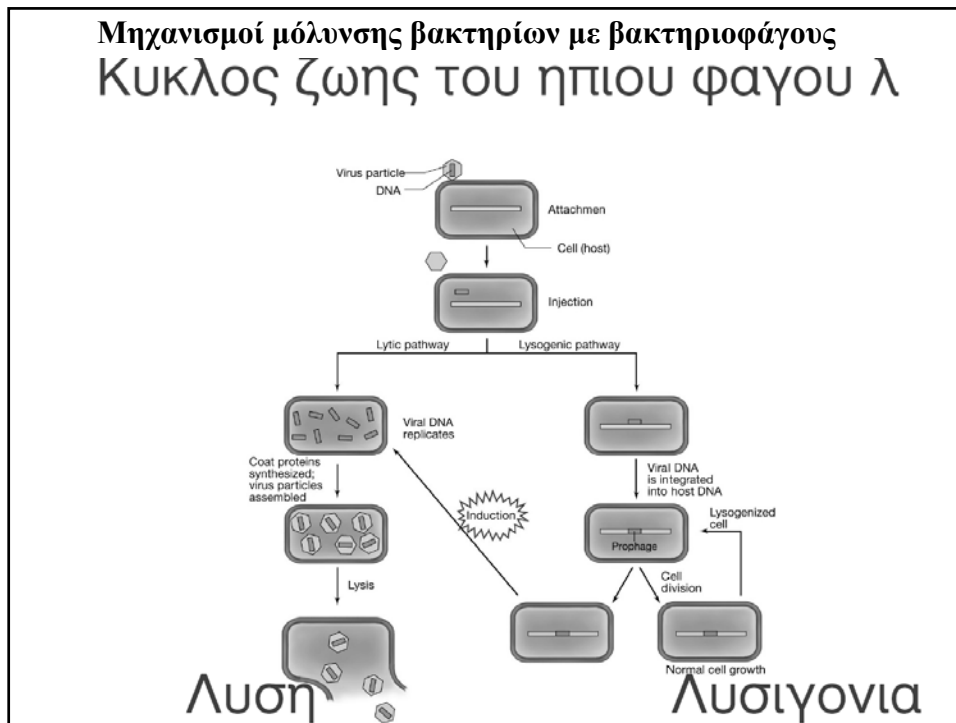 Μηχανισμοί μόλυνσης βακτηρίων με βακτηριοφάγους
Κυκλος ζωης του ηπιου φαγου λ
Virus particle
DNA
Attachmen
Cell (host)
Injection
Lytic pathway
Lysogenic pathway
Viral DNA
replicates
Coat proteins
synthesized;
virus particles
assembled
Viral DNA
is integrated
into host DNA
Lysogenized
cell
Induction
Prophage
Lysis
Cell
division
Normal cell growth
Λυση
Λυσιγονια